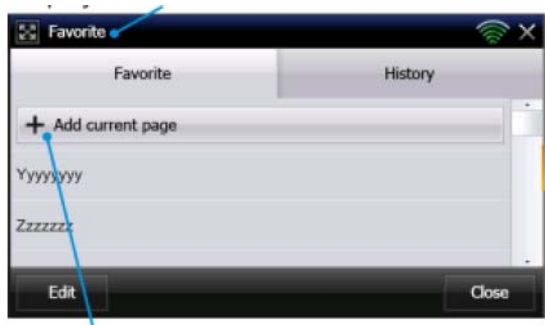 Favorite
Favorite History
+ Add current page
Yyyyyyyy
Zzzzzzz
Edit Close